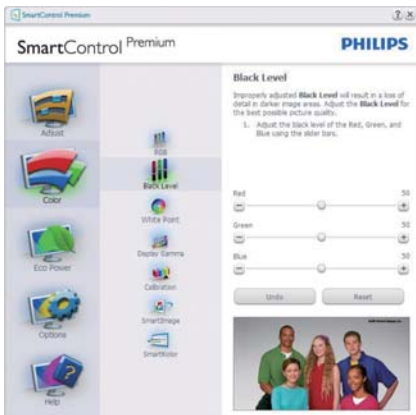 SmartControl Premium
? x
SmartControl Premium
PHILIPS
Adjust
Color
Eco Power
Options
Help
RGB
Black Level
White Point
Display Gamma
Calibration
SmartImage
SmartKolor
Black Level
Improperly adjusted Black Level will result in a loss of
detail in darker image areas. Adjust the Black Level for
the best possible picture quality.
1. Adjust the black level of the Red, Green, and
Blue using the slider bars.
Red 50
Green 50
Blue 50
Undo Reset